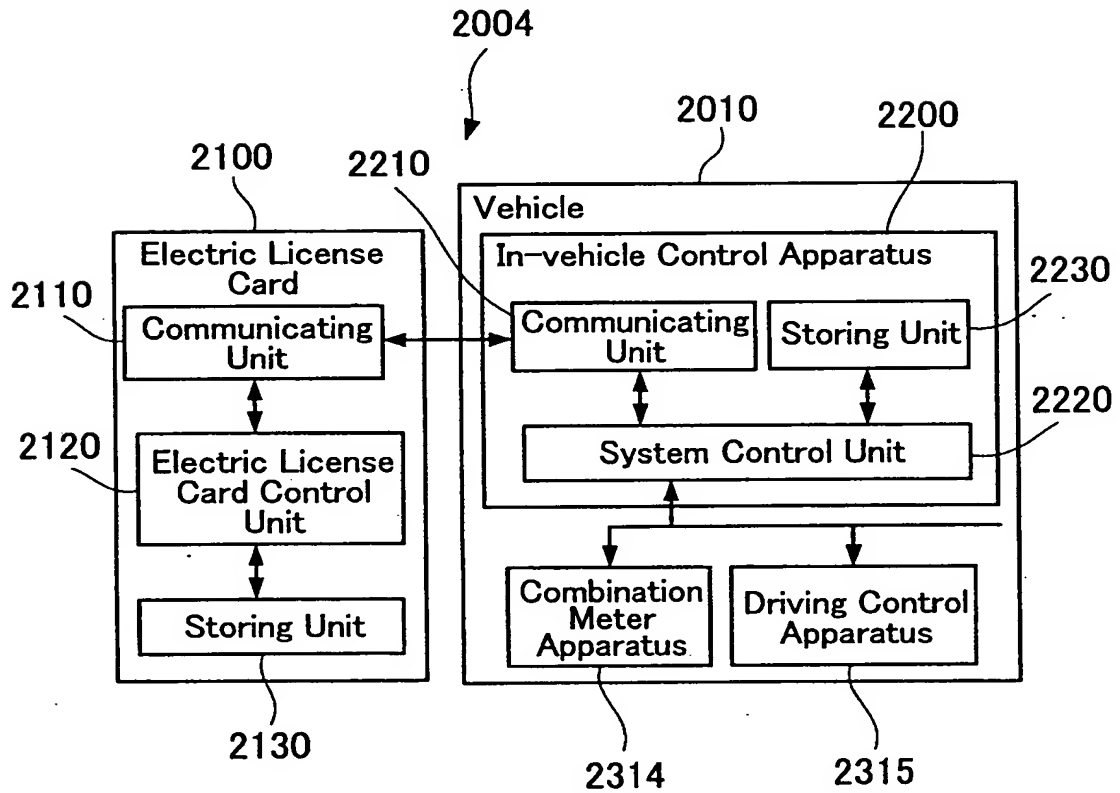 2004
2010
2200
2100
2210
Vehicle
Electric License
Card
In-vehicle Control Apparatus
2230
2110
Communicating
Unit
Communicating
Unit
Storing Unit
2220
2120
Electric License
Card Control
Unit
System Control Unit
Storing Unit
Combination
Meter
Apparatus
Driving Control
Apparatus
2130
2314
2315